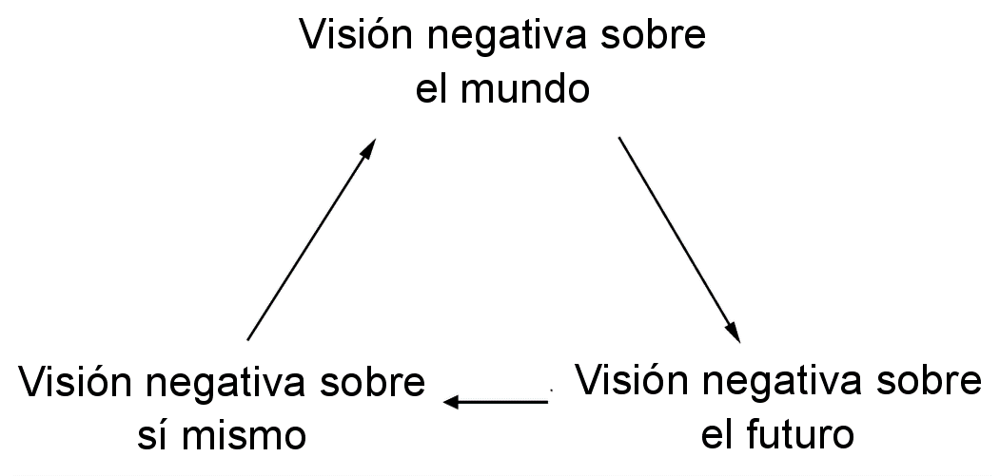 Visión negativa sobre
el mundo
Visión negativa sobre
sí mismo
Visión negativa sobre
el futuro